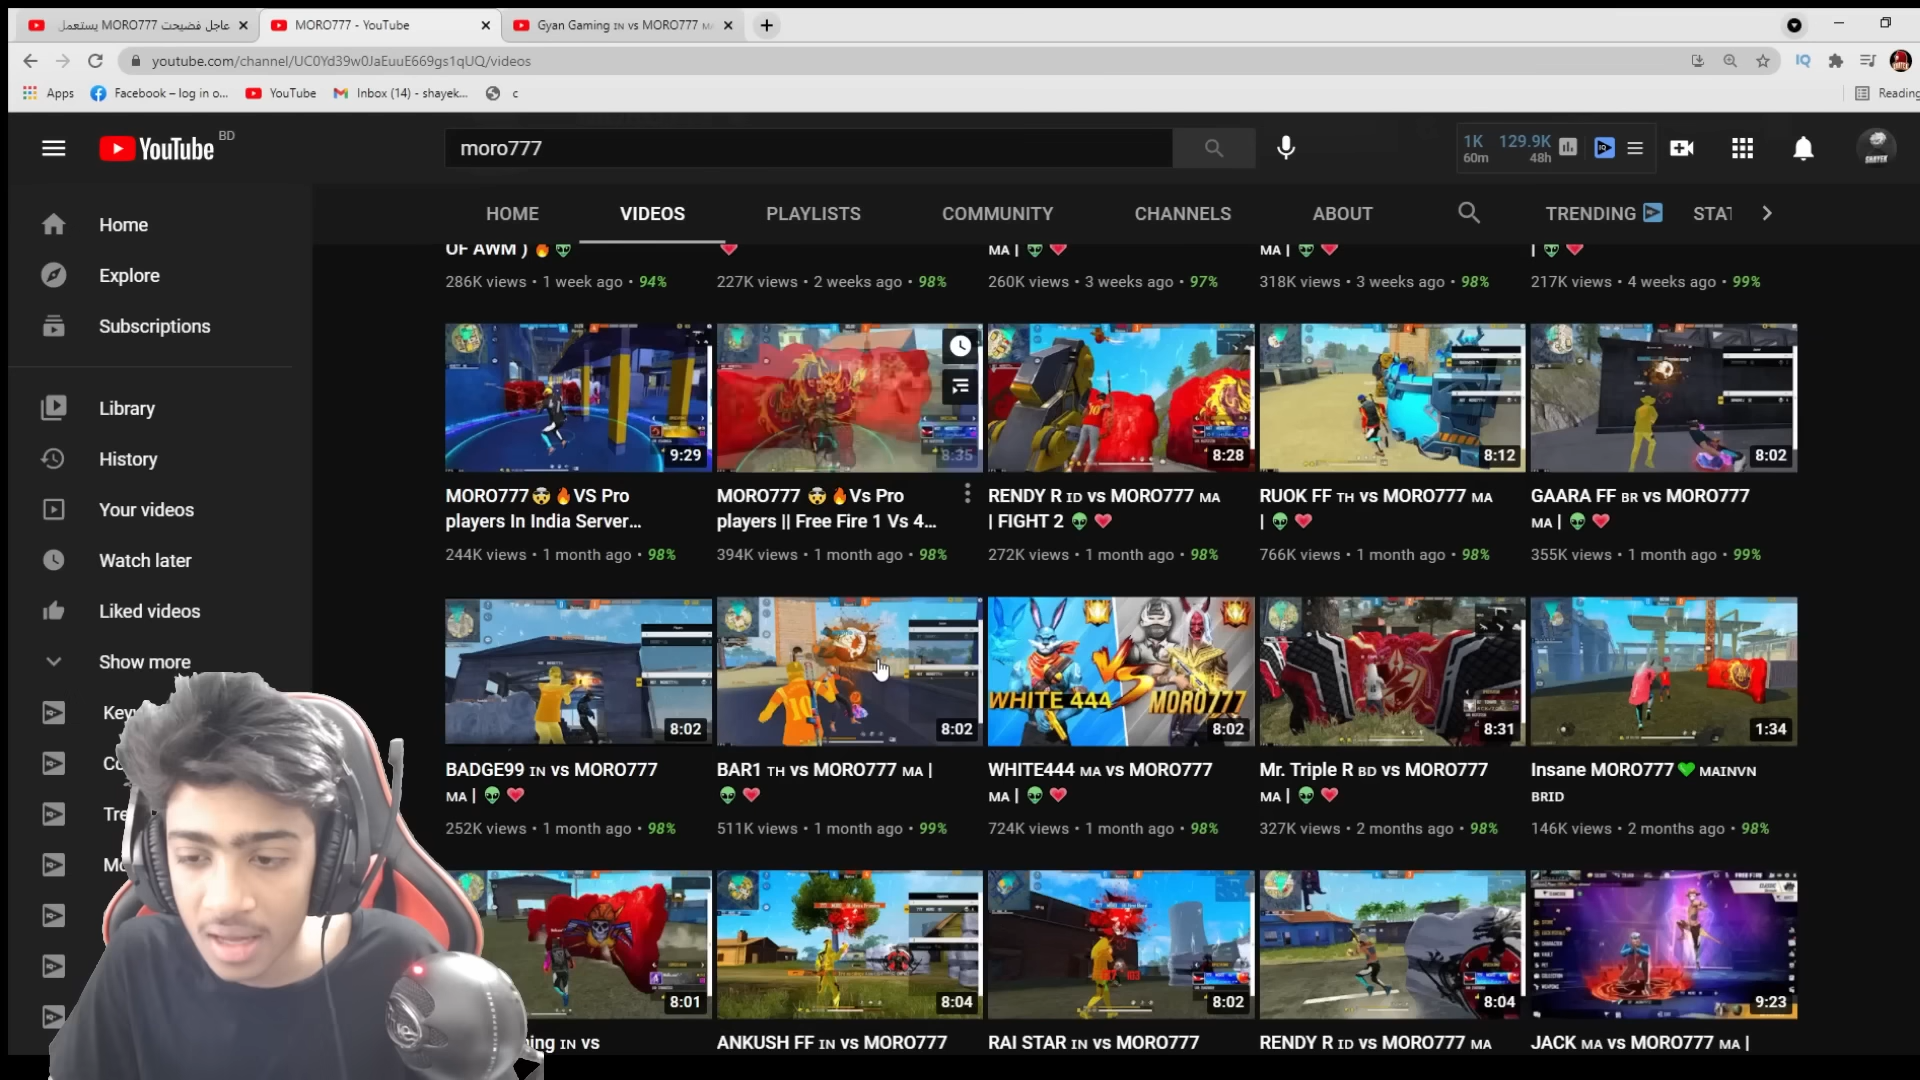 عاجل فضيحت MORO777 يستعمل
MORO777 - YouTube
Gyan Gaming IN vs MORO777 MA
youtube.com/channel/UC0Yd39w0JaEuuE669gs1qUQ/videos
IQ
Apps
Facebook – log in o...
YouTube
Inbox (14) - shayek...
c
Reading
YouTube BD
moro777
1K 129.9K
60m 48h
SHAYEK
HOME
VIDEOS
PLAYLISTS
COMMUNITY
CHANNELS
ABOUT
TRENDING
STAT
Home
Explore
Subscriptions
Library
History
Your videos
Watch later
Liked videos
Show more
OF AWM ) 🔥 👽
❤
MA | 👽 ❤
MA | 👽 ❤
| 👽 ❤
286K views • 1 week ago • 94%
227K views • 2 weeks ago • 98%
260K views • 3 weeks ago • 97%
318K views • 3 weeks ago • 98%
217K views • 4 weeks ago • 99%
9:29
8:35
8:28
8:12
8:02
MORO777🤯🔥VS Pro
players In India Server...
244K views • 1 month ago • 98%
MORO777 🤯🔥Vs Pro
players || Free Fire 1 Vs 4...
394K views • 1 month ago • 98%
RENDY R ID vs MORO777 MA
| FIGHT 2 👽 ❤
272K views • 1 month ago • 98%
RUOK FF TH vs MORO777 MA
| 👽 ❤
766K views • 1 month ago • 98%
GAARA FF BR vs MORO777
MA | 👽 ❤
355K views • 1 month ago • 99%
8:02
8:02
WHITE 444 VS MORO777
8:02
8:31
1:34
BADGE99 IN vs MORO777
MA | 👽 ❤
252K views • 1 month ago • 98%
BAR1 TH vs MORO777 MA |
👽 ❤
511K views • 1 month ago • 99%
WHITE444 MA vs MORO777
MA | 👽 ❤
724K views • 1 month ago • 98%
Mr. Triple R BD vs MORO777
MA | 👽 ❤
327K views • 2 months ago • 98%
Insane MORO777💚 MAINVN
BRID
146K views • 2 months ago • 98%
8:01
8:04
8:02
8:04
9:23
ing IN vs
ANKUSH FF IN vs MORO777
RAI STAR IN vs MORO777
RENDY R ID vs MORO777 MA
JACK MA vs MORO777 MA |